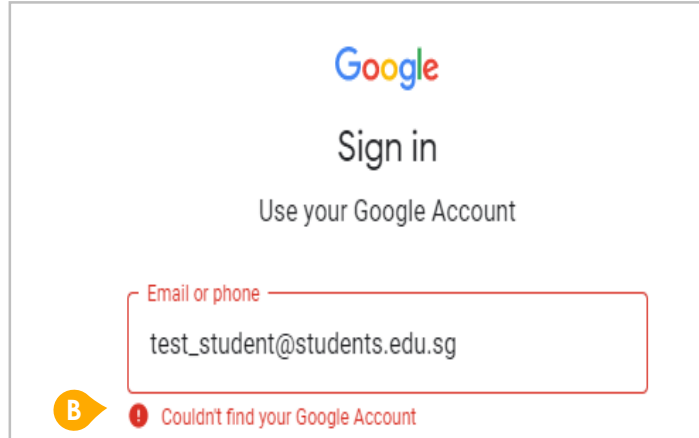 Google
Sign in
Use your Google Account
Email or phone
test_student@students.edu.sg
B
Couldn't find your Google Account